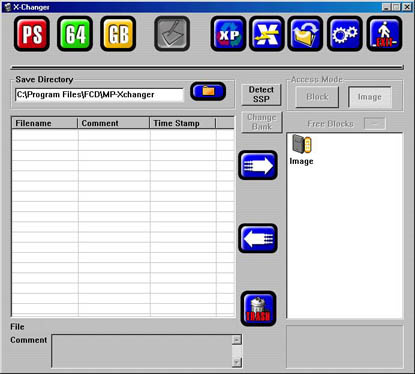 X-Changer
PS 64 GB XP EXIT
Save Directory
Access Mode
C:\Program Files\FCD\MP-Xchanger
Detect SSP
Block Image
Filename Comment Time Stamp
Change Bank
Free Blocks --
Image
TRASH
File
Comment